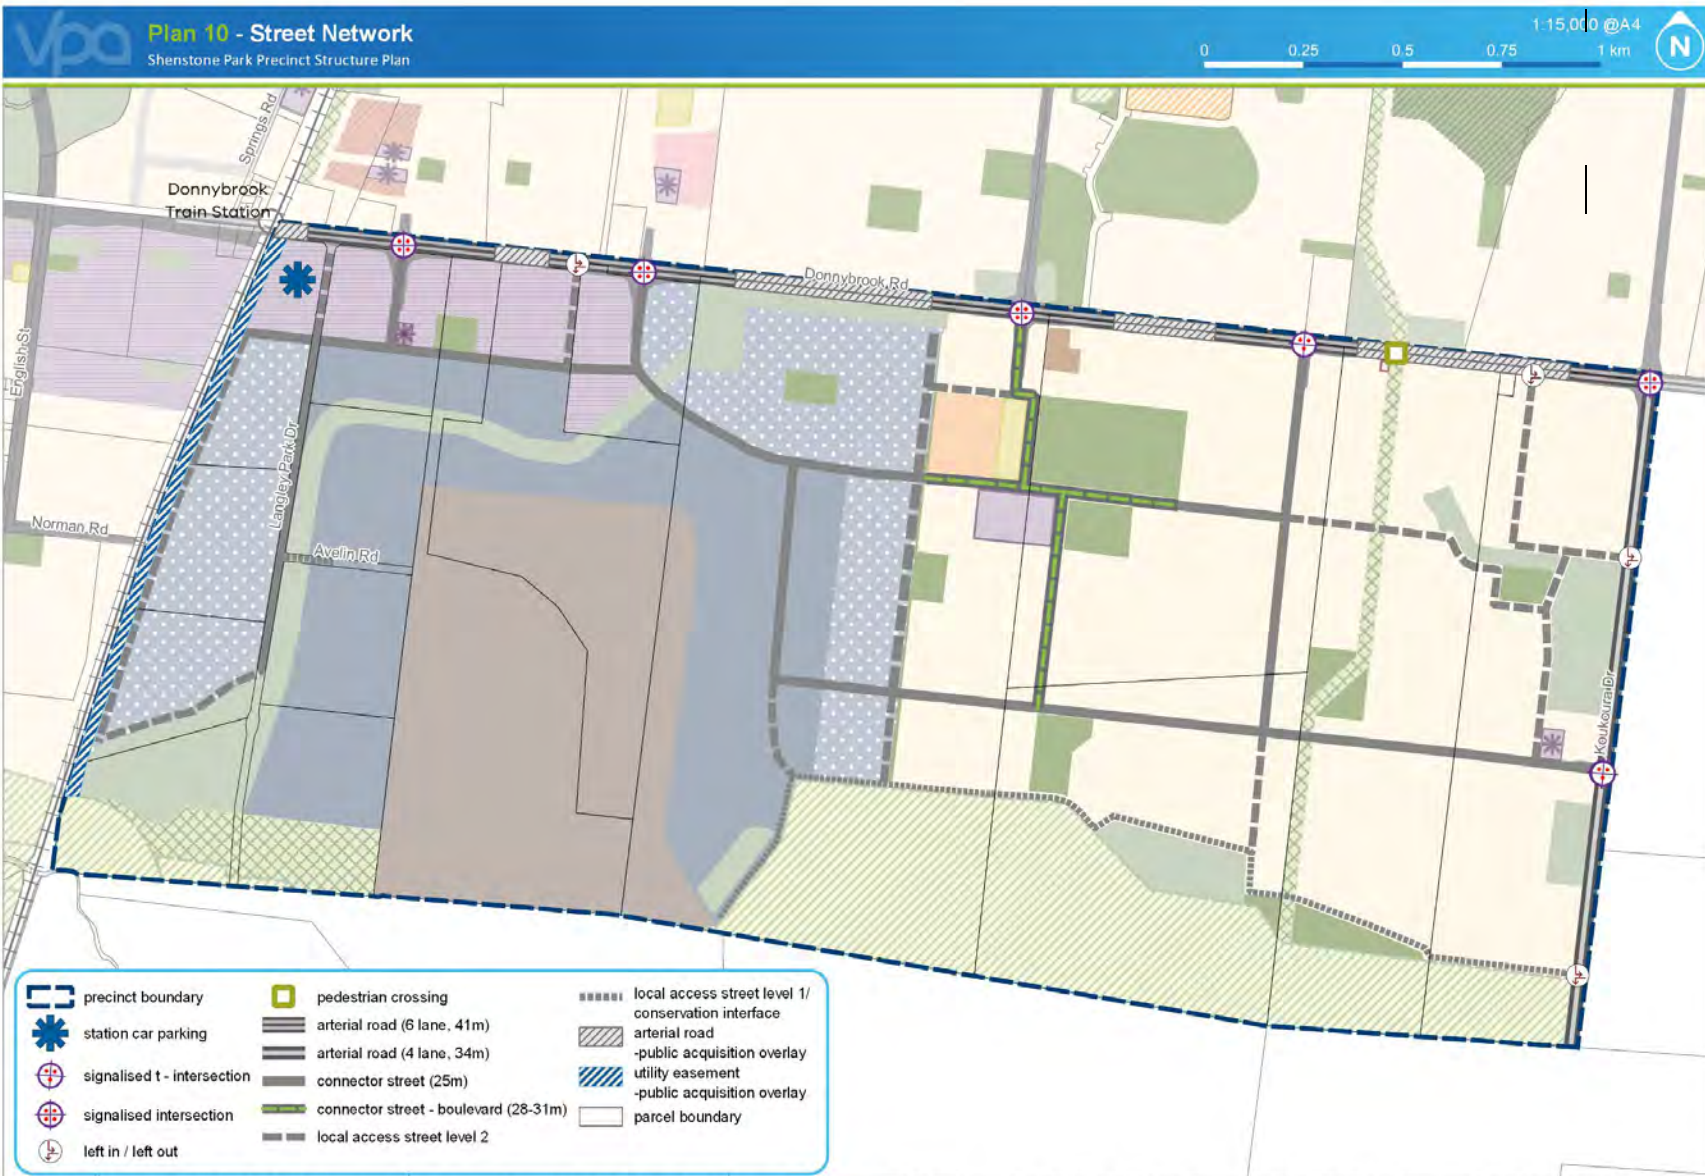 vpa
Plan 10 - Street Network
Shenstone Park Precinct Structure Plan
1:15,000 @A4
0 0.25 0.5 0.75 1 km
N
Springs Rd
Donnybrook
Train Station
Donnybrook Rd
English St
Langley Park Dr
Norman Rd
Avelin Rd
Koukoura Dr
precinct boundary
station car parking
signalised t - intersection
signalised intersection
left in / left out
pedestrian crossing
arterial road (6 lane, 41m)
arterial road (4 lane, 34m)
connector street (25m)
connector street - boulevard (28-31m)
local access street level 2
local access street level 1/
conservation interface
arterial road
-public acquisition overlay
utility easement
-public acquisition overlay
parcel boundary